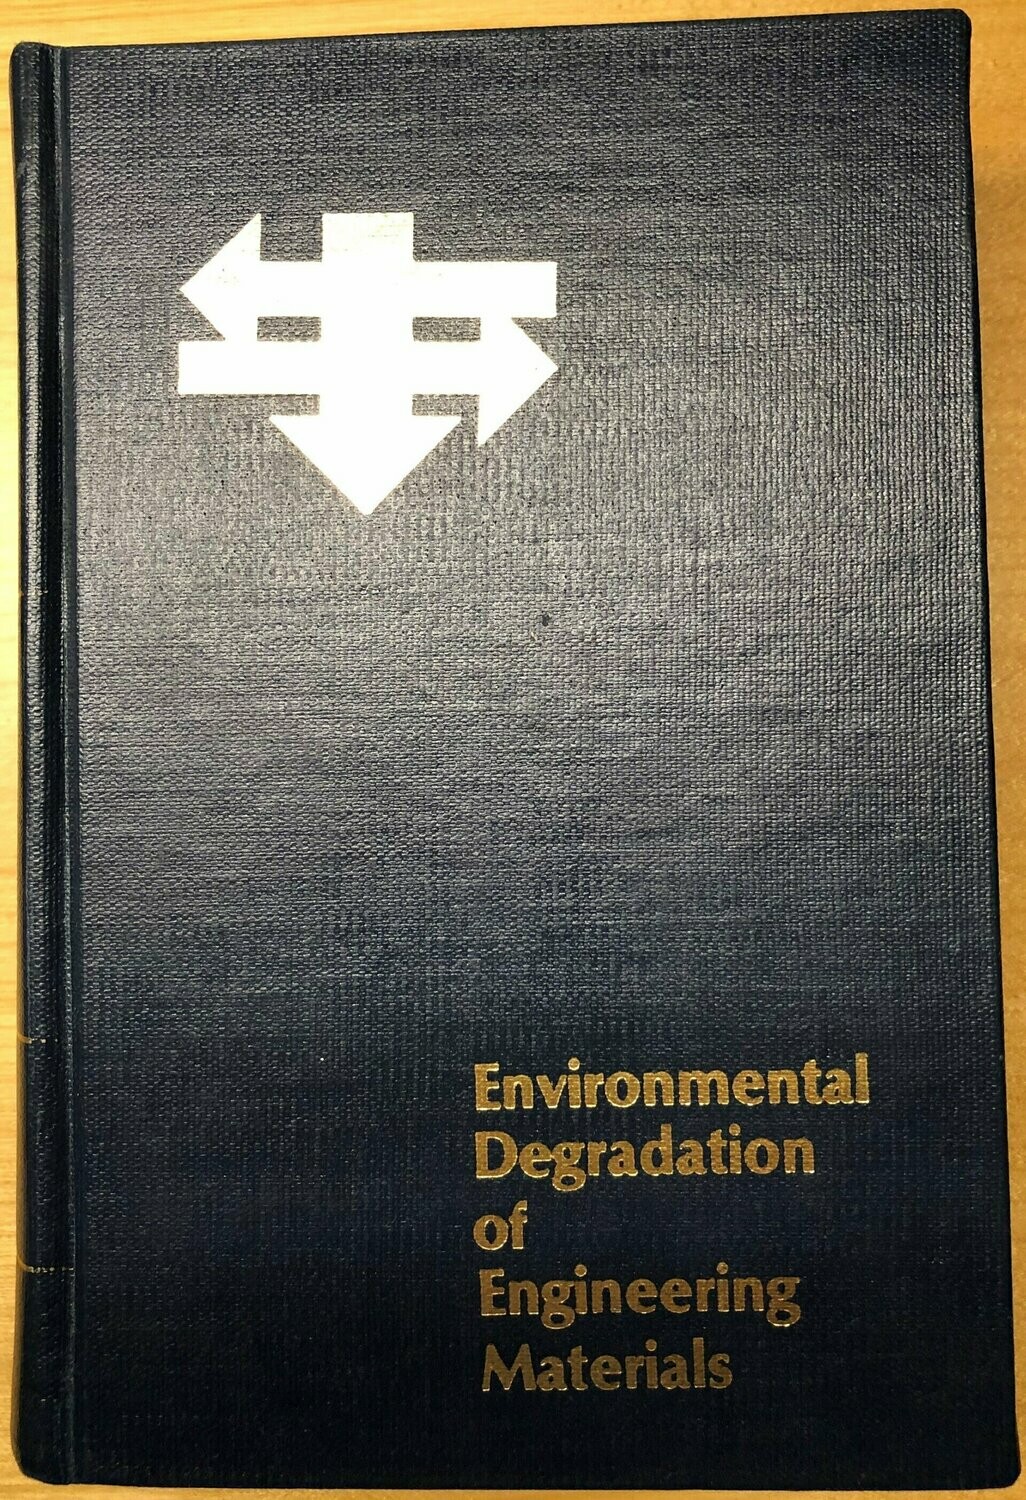 Environmental
Degradation
of
Engineering
Materials